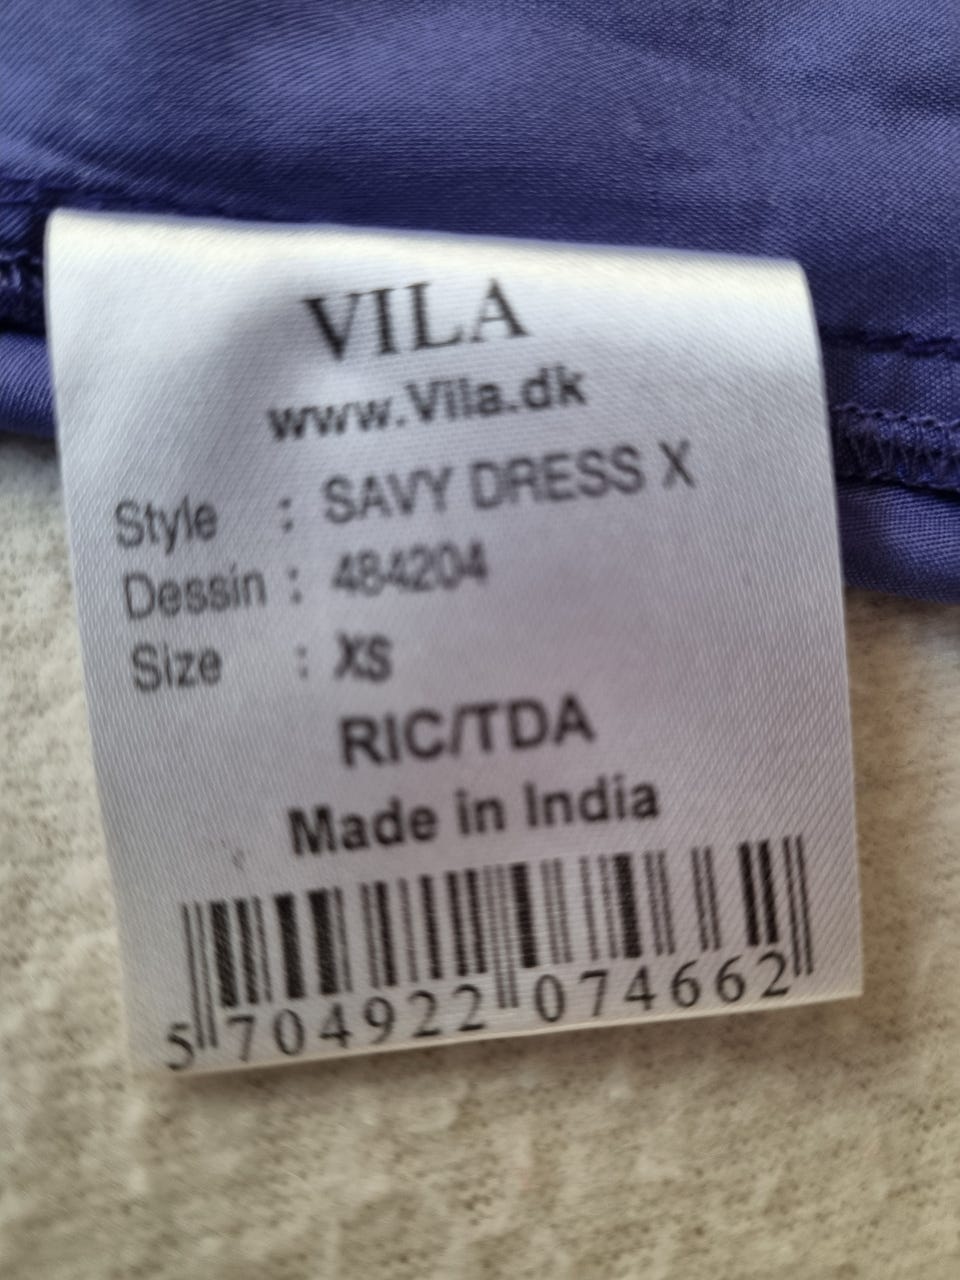 VILA
www.Vila.dk
Style : SAVY DRESS X
Dessin : 484204
Size : XS
RIC/TDA
Made in India
5 704922 074662